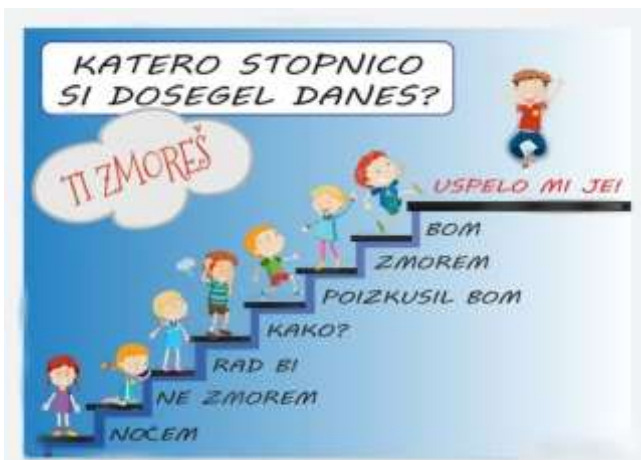 KATERO STOPNICO
SI DOSEGEL DANES?
TI ZMOREŠ
USPELO MI JE!
BOM
ZMOREM
POIZKUSIL BOM
KAKO?
RAD BI
NE ZMOREM
NOČEM